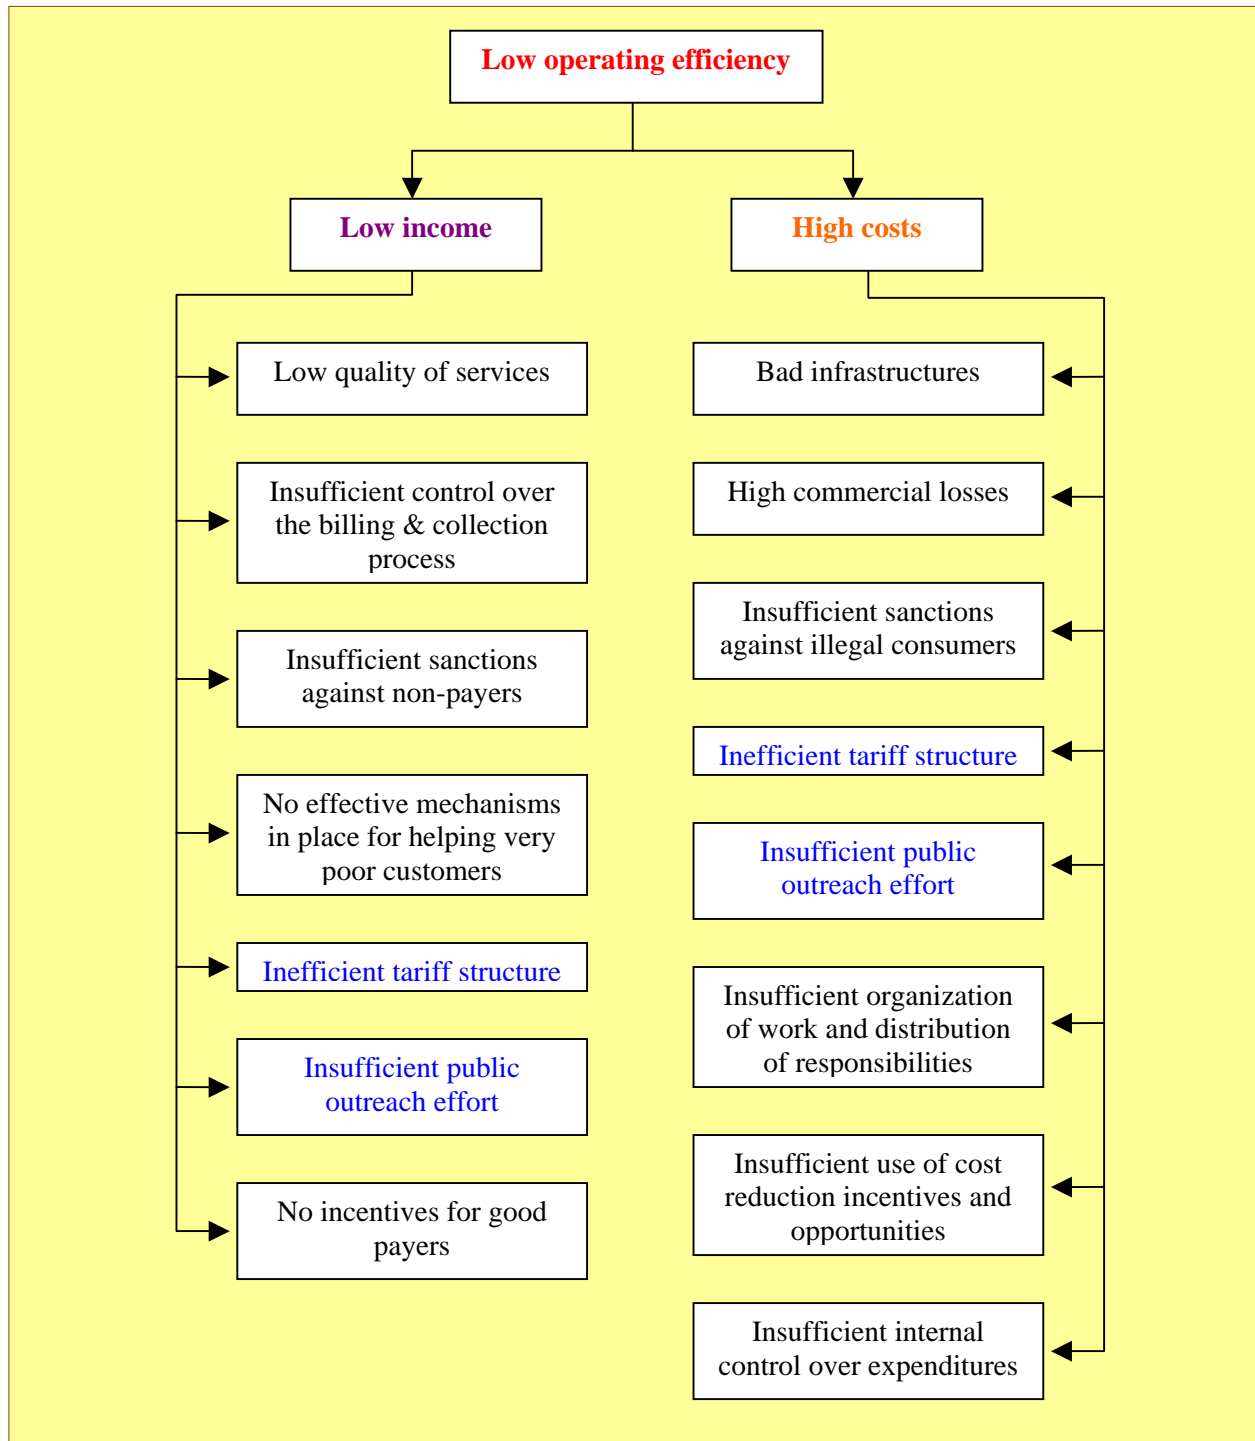 Low operating efficiency
Low income
High costs
Low quality of services
Insufficient control over
the billing & collection
process
Insufficient sanctions
against non-payers
No effective mechanisms
in place for helping very
poor customers
Inefficient tariff structure
Insufficient public
outreach effort
No incentives for good
payers
Bad infrastructures
High commercial losses
Insufficient sanctions
against illegal consumers
Inefficient tariff structure
Insufficient public
outreach effort
Insufficient organization
of work and distribution
of responsibilities
Insufficient use of cost
reduction incentives and
opportunities
Insufficient internal
control over expenditures